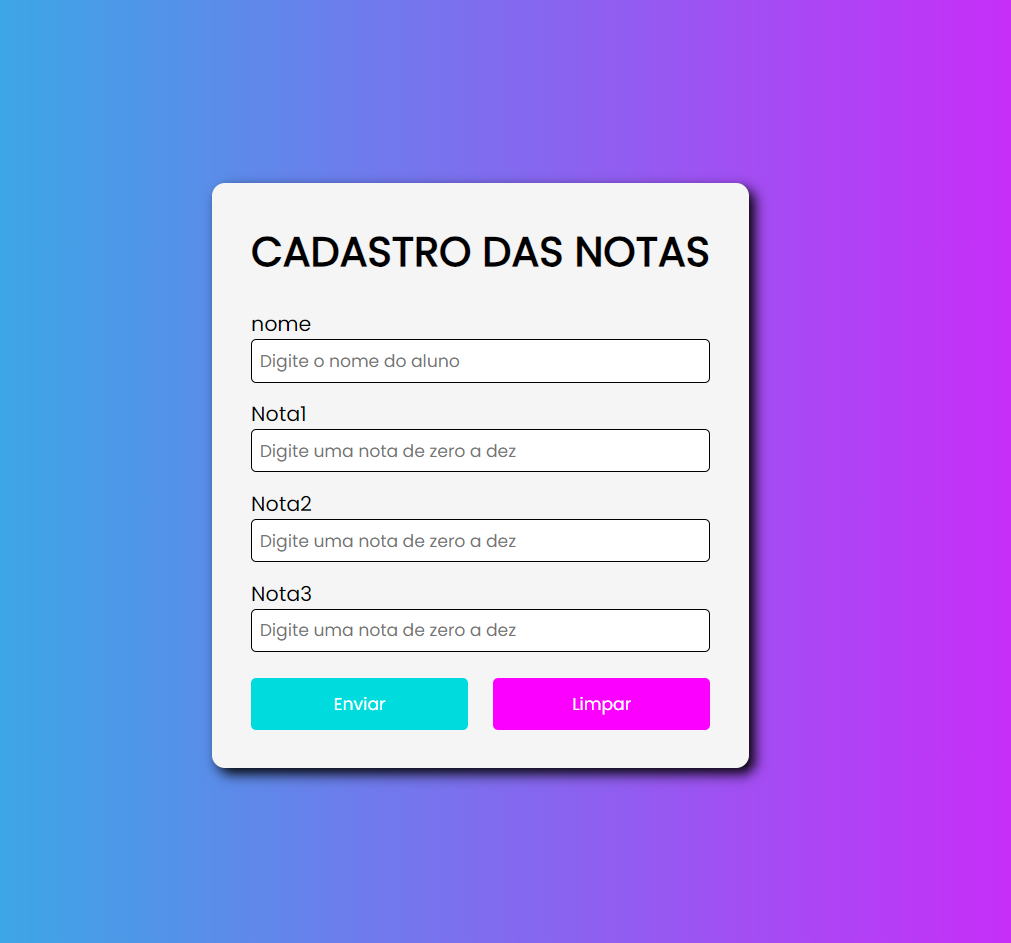 CADASTRO DAS NOTAS
nome
Digite o nome do aluno
Nota1
Digite uma nota de zero a dez
Nota2
Digite uma nota de zero a dez
Nota3
Digite uma nota de zero a dez
Enviar Limpar